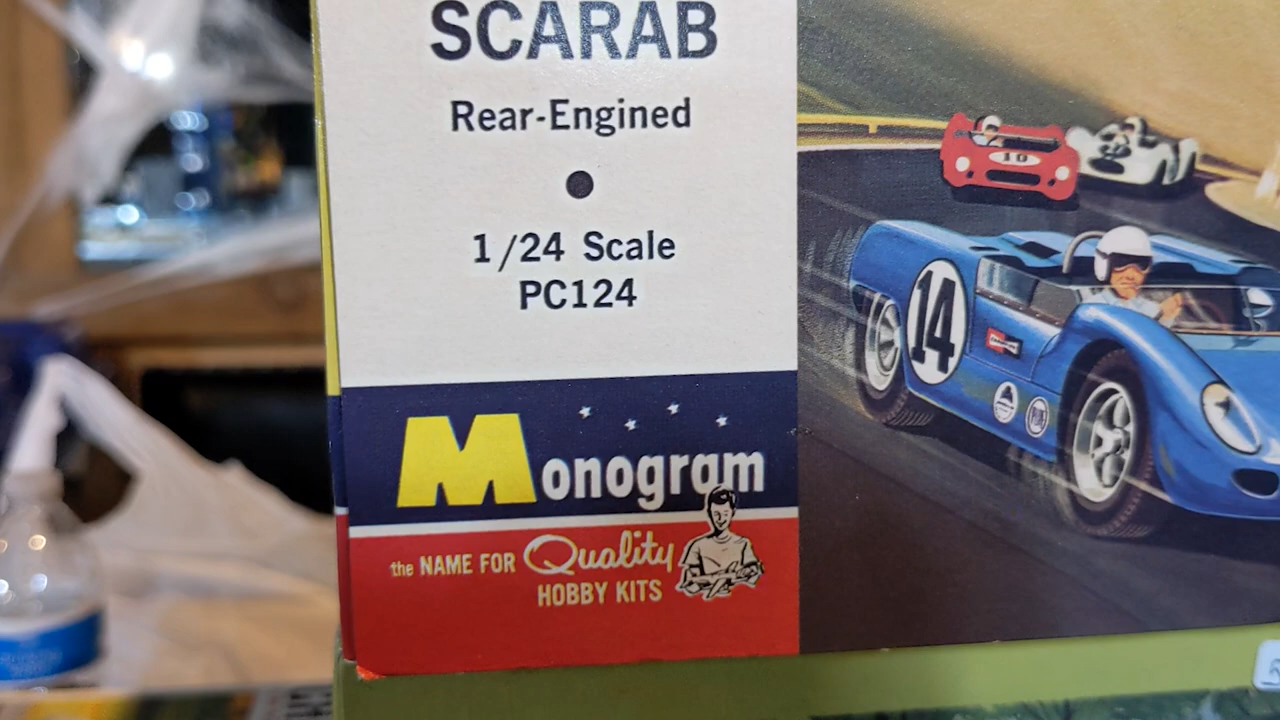 SCARAB
Rear-Engined
1/24 Scale
PC124
Monogram
the NAME FOR Quality
HOBBY KITS
10
14